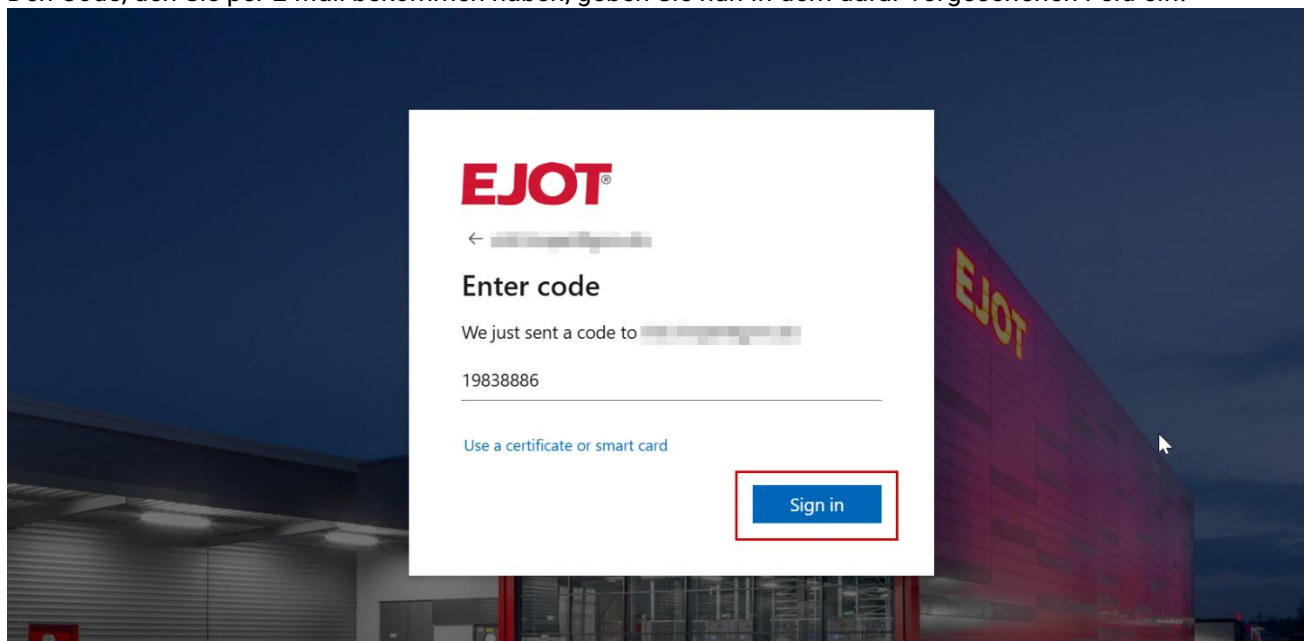 Den Code, den Sie per E-Mail bekommen haben, geben Sie nun in dem dafür vorgesehenen Feld ein.
EJOT®
←
Enter code
We just sent a code to
19838886
Use a certificate or smart card
Sign in
EJOT